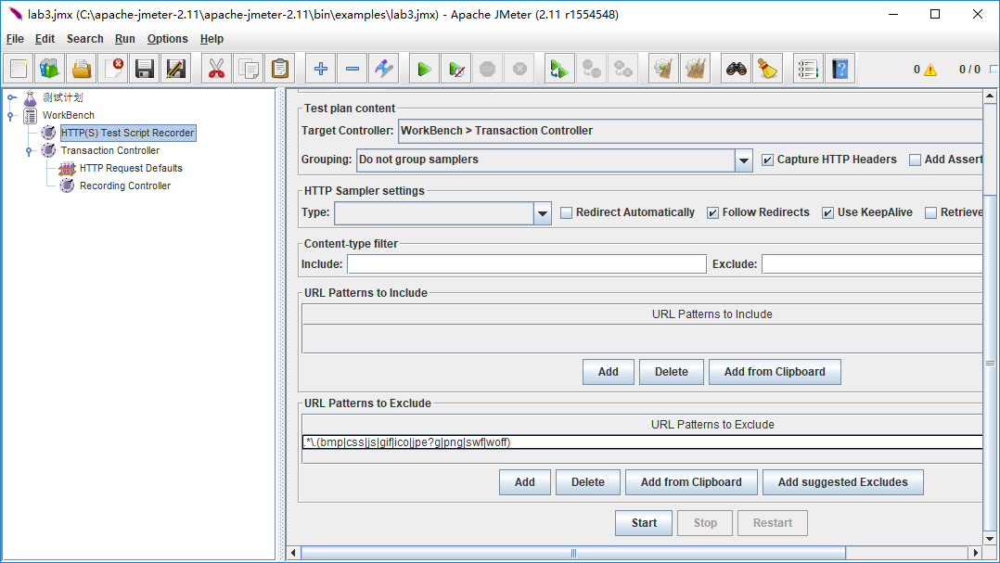 lab3.jmx (C:\apache-jmeter-2.11\apache-jmeter-2.11\bin\examples\lab3.jmx) - Apache JMeter (2.11 r1554548)
File Edit Search Run Options Help
0 0 / 0
测试计划
WorkBench
HTTP(S) Test Script Recorder
Transaction Controller
HTTP Request Defaults
Recording Controller
Test plan content
Target Controller: WorkBench > Transaction Controller
Grouping: Do not group samplers Capture HTTP Headers Add Assert
HTTP Sampler settings
Type: Redirect Automatically Follow Redirects Use KeepAlive Retrieve
Content-type filter
Include: Exclude:
URL Patterns to Include
URL Patterns to Include
Add Delete Add from Clipboard
URL Patterns to Exclude
URL Patterns to Exclude
.*\.(bmp|css|js|gif|ico|jpe?g|png|swf|woff)
Add Delete Add from Clipboard Add suggested Excludes
Start Stop Restart